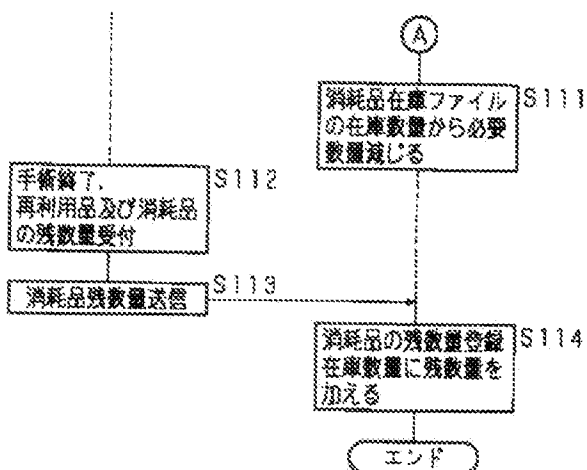 A
消耗品在庫ファイル
の在庫数量から必要
数量減じる
S111
手術終了,
再利用品及び消耗品
の残数量受付
S112
消耗品残数量送信
S113
消耗品の残数量登録
在庫数量に残数量を
加える
S114
エンド